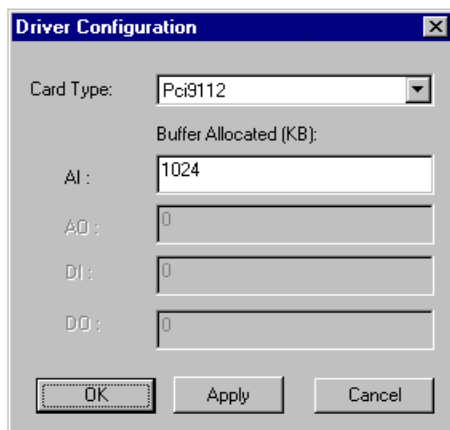 Driver Configuration
Card Type: Pci9112
Buffer Allocated (KB):
AI : 1024
AO : 0
DI : 0
DO : 0
OK Apply Cancel